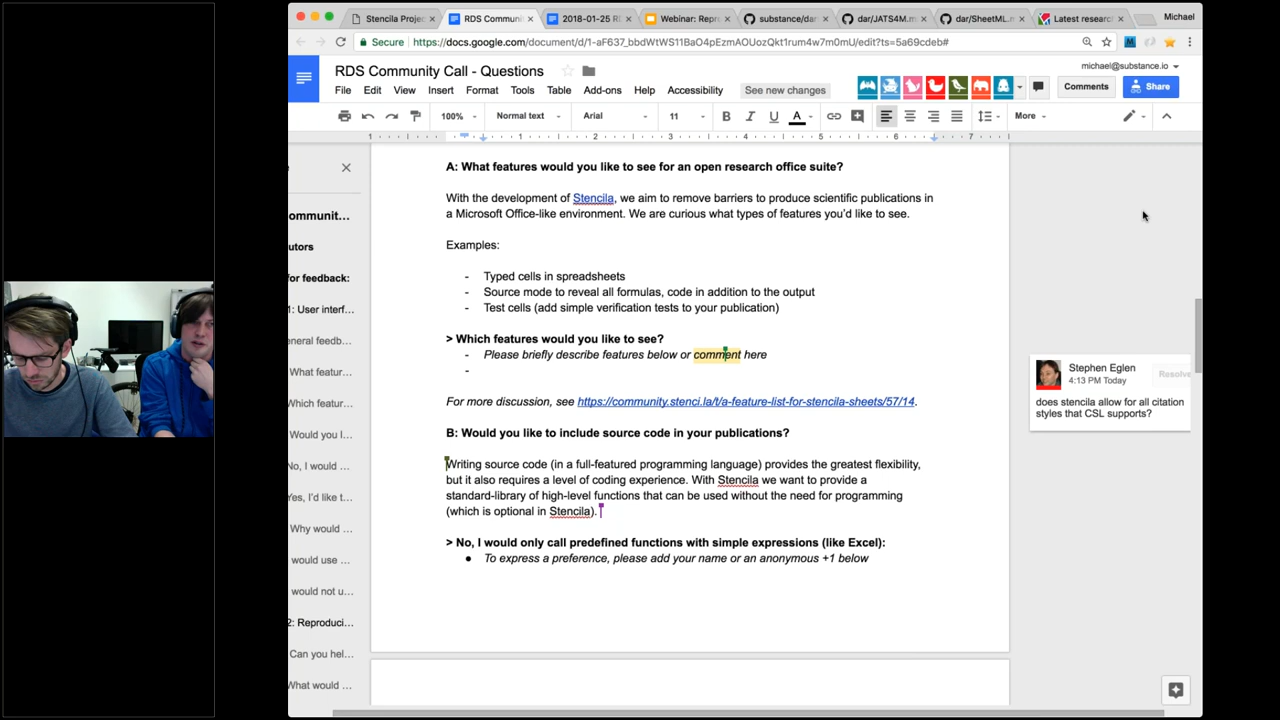 Stencila Proje
RDS Communi
2018-01-25 RD
Webinar: Repr
substance/dar
dar/JATS4M.m
dar/SheetML.m
Latest researc
Michael
Secure
https://docs.google.com/document/d/1-aF637_bbdWtWS11BaO4pEzmAOUozQkt1rum4w7m0mU/edit?ts=5a69cdeb#
RDS Community Call - Questions
michael@substance.io
File Edit View Insert Format Tools Table Add-ons Help Accessibility See new changes
Comments
Share
100% Normal text Arial 11 B I U A More
1 1 2 3 4 5 6 7
communit...
utors
for feedback:
1: User interf...
eneral feedb...
What featur...
Which featur...
Would you l...
No, I would ...
Yes, I'd like t...
Why would ...
would use ...
would not u...
2: Reproduci...
Can you hel...
What would ...
A: What features would you like to see for an open research office suite?
With the development of Stencila, we aim to remove barriers to produce scientific publications in
a Microsoft Office-like environment. We are curious what types of features you'd like to see.
Examples:
- Typed cells in spreadsheets
- Source mode to reveal all formulas, code in addition to the output
- Test cells (add simple verification tests to your publication)
> Which features would you like to see?
- Please briefly describe features below or comment here
-
For more discussion, see https://community.stenci.la/t/a-feature-list-for-stencila-sheets/57/14.
B: Would you like to include source code in your publications?
Writing source code (in a full-featured programming language) provides the greatest flexibility,
but it also requires a level of coding experience. With Stencila we want to provide a
standard-library of high-level functions that can be used without the need for programming
(which is optional in Stencila).
> No, I would only call predefined functions with simple expressions (like Excel):
● To express a preference, please add your name or an anonymous +1 below
Stephen Eglen
4:13 PM Today
Resolve
does stencila allow for all citation
styles that CSL supports?